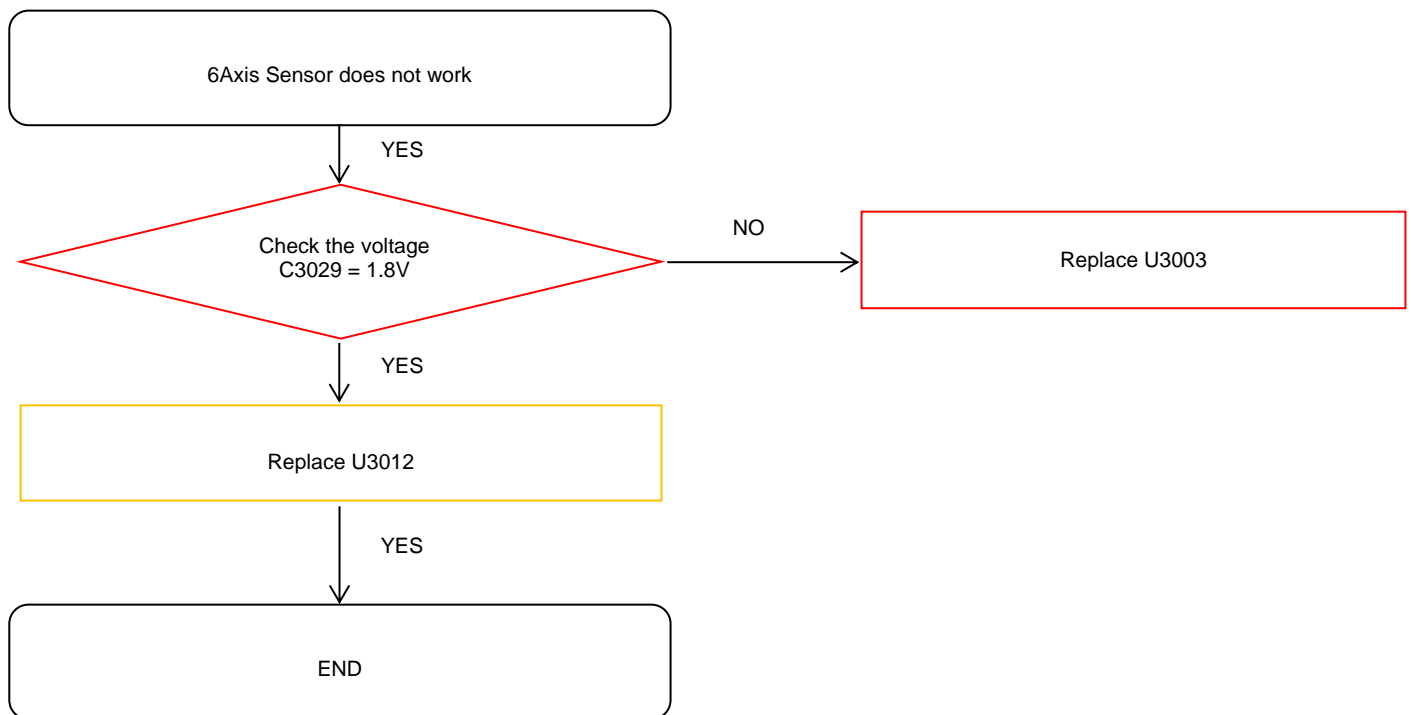 6Axis Sensor does not work
YES
Check the voltage
C3029 = 1.8V
NO
Replace U3003
YES
Replace U3012
YES
END